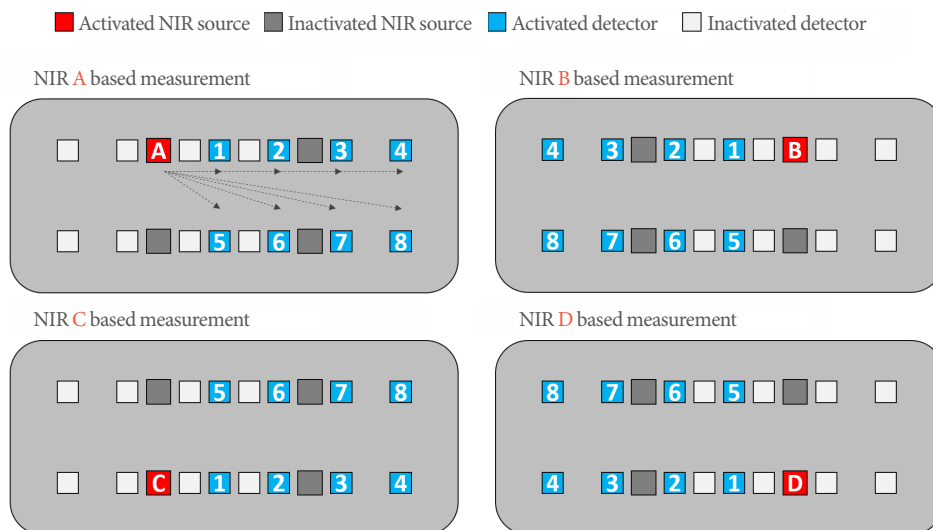 Activated NIR source Inactivated NIR source Activated detector Inactivated detector
NIR A based measurement
A 1 2 3 4
5 6 7 8
NIR B based measurement
4 3 2 1 B
8 7 6 5
NIR C based measurement
5 6 7 8
C 1 2 3 4
NIR D based measurement
8 7 6 5
4 3 2 1 D